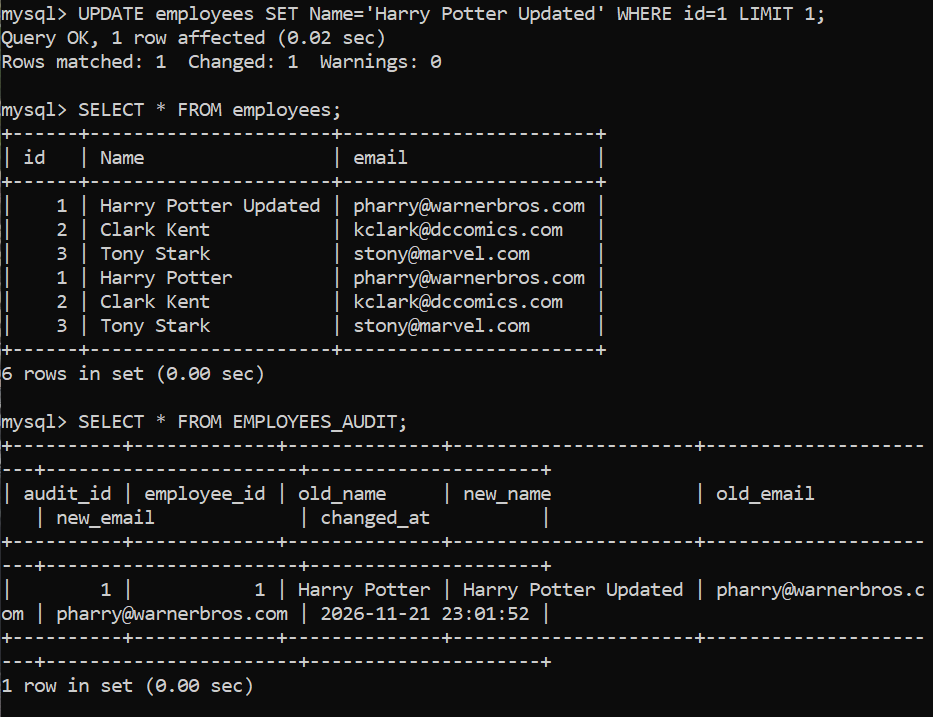 mysql> UPDATE employees SET Name='Harry Potter Updated' WHERE id=1 LIMIT 1;
Query OK, 1 row affected (0.02 sec)
Rows matched: 1  Changed: 1  Warnings: 0

mysql> SELECT * FROM employees;
+------+----------------------+-----------------------+
| id   | Name                 | email                 |
+------+----------------------+-----------------------+
|    1 | Harry Potter Updated | pharry@warnerbros.com |
|    2 | Clark Kent           | kclark@dccomics.com   |
|    3 | Tony Stark           | stony@marvel.com      |
|    1 | Harry Potter         | pharry@warnerbros.com |
|    2 | Clark Kent           | kclark@dccomics.com   |
|    3 | Tony Stark           | stony@marvel.com      |
+------+----------------------+-----------------------+
6 rows in set (0.00 sec)

mysql> SELECT * FROM EMPLOYEES_AUDIT;
+----------+-------------+--------------+----------------------+--------------------
---+-----------------------+---------------------+
| audit_id | employee_id | old_name     | new_name             | old_email
   | new_email             | changed_at          |
+----------+-------------+--------------+----------------------+--------------------
---+-----------------------+---------------------+
|        1 |           1 | Harry Potter | Harry Potter Updated | pharry@warnerbros.c
om | pharry@warnerbros.com | 2026-11-21 23:01:52 |
+----------+-------------+--------------+----------------------+--------------------
---+-----------------------+---------------------+
1 row in set (0.00 sec)